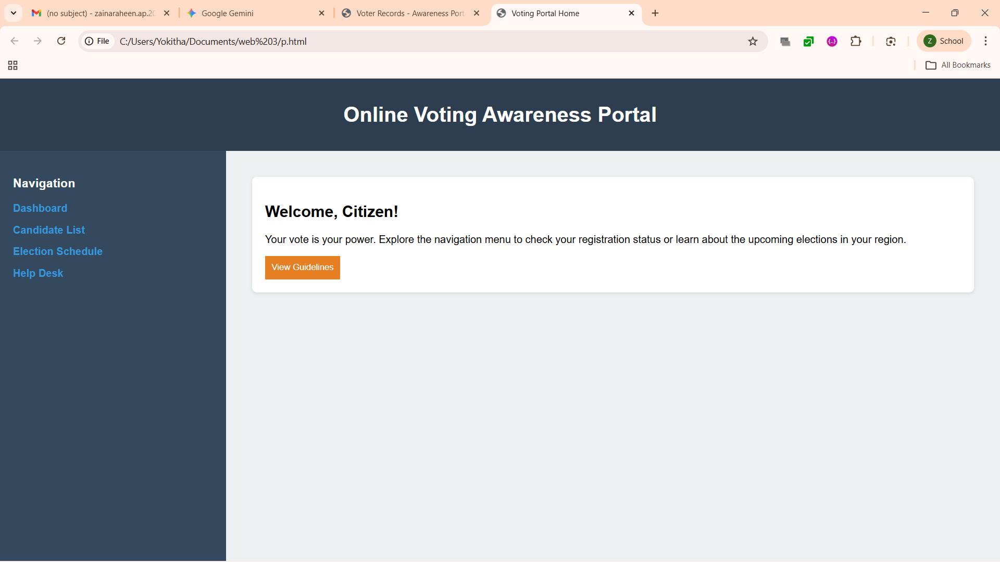 (no subject) - zainaraheen.ap.20
Google Gemini
Voter Records - Awareness Port
Voting Portal Home
File
C:/Users/Yokitha/Documents/web%203/p.html
Z
School
All Bookmarks
Online Voting Awareness Portal
Navigation
Dashboard
Candidate List
Election Schedule
Help Desk
Welcome, Citizen!
Your vote is your power. Explore the navigation menu to check your registration status or learn about the upcoming elections in your region.
View Guidelines